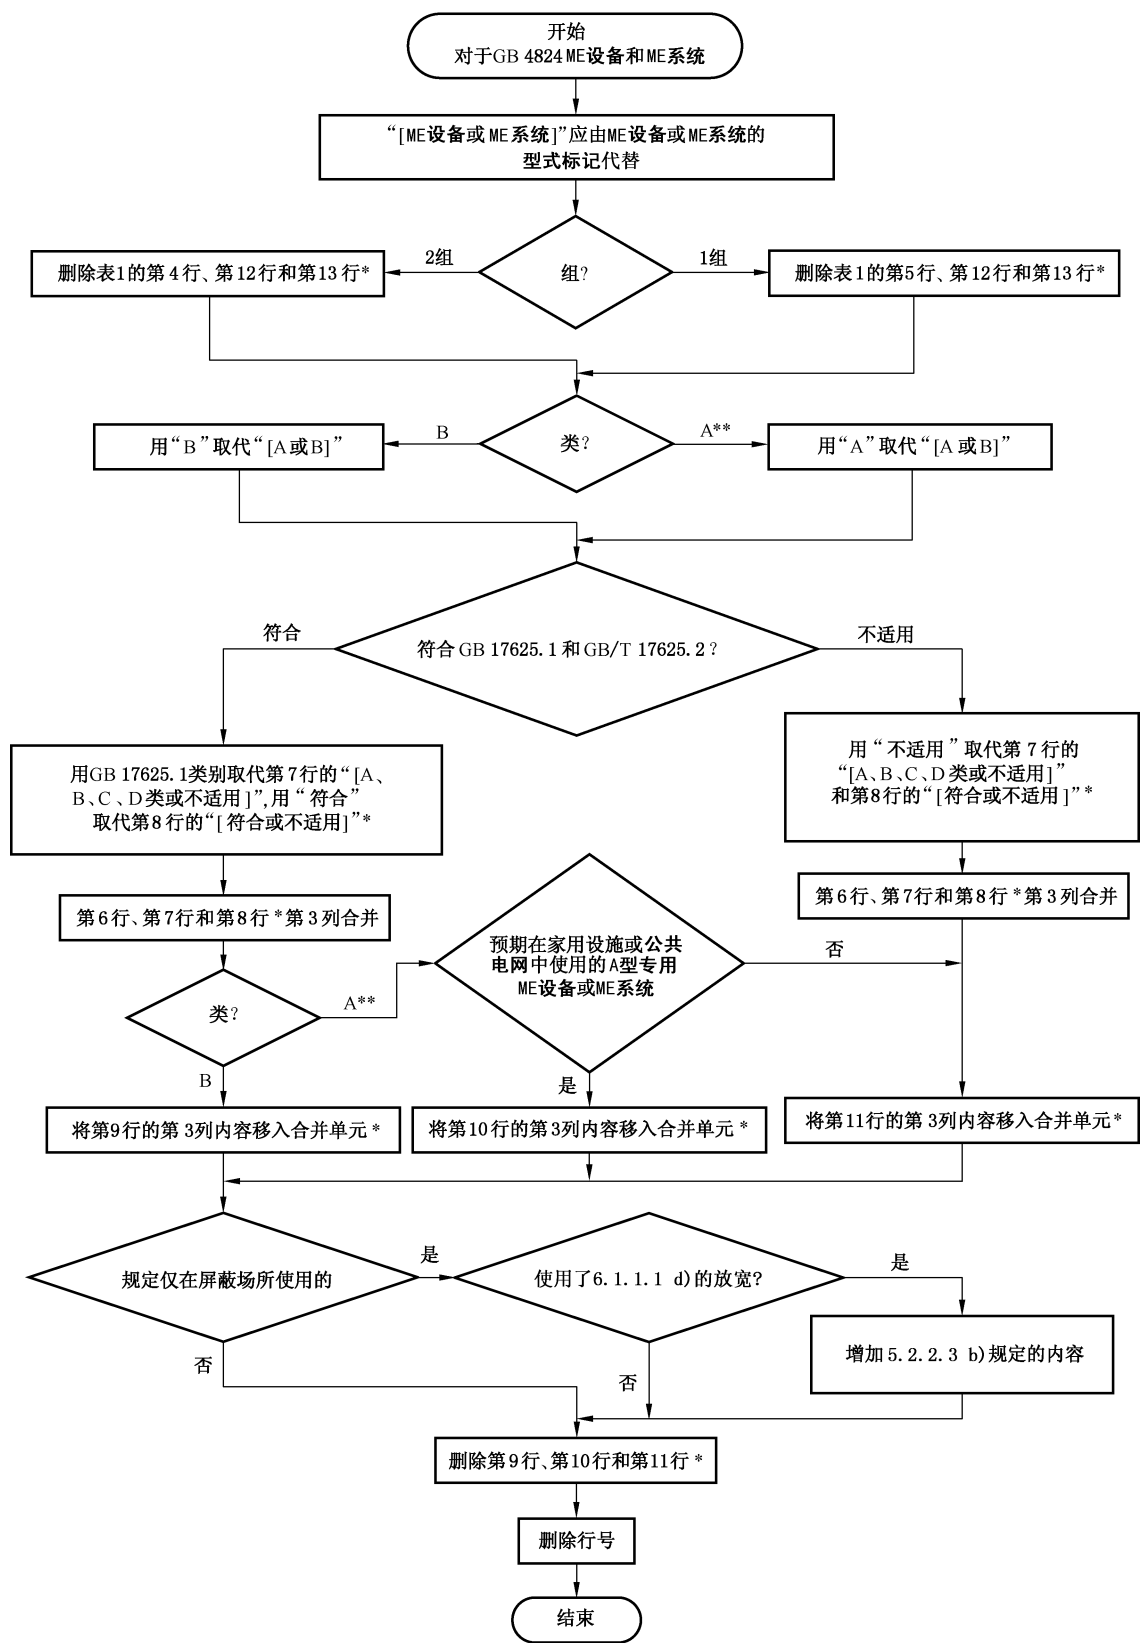 开始
对于GB 4824 ME设备和ME系统
“[ME设备或ME系统]”应由ME设备或ME系统的
型式标记代替
2组
组?
1组
删除表1的第4行、第12行和第13行*
删除表1的第5行、第12行和第13行*
B
类?
A**
用“B”取代“[A或B]”
用“A”取代“[A或B]”
符合
符合GB 17625.1和GB/T 17625.2?
不适用
用GB 17625.1类别取代第7行的“[A、
B、C、D类或不适用]”,用“符合”
取代第8行的“[符合或不适用]”*
用“不适用”取代第7行的
“[A、B、C、D类或不适用]”
和第8行的“[符合或不适用]”*
第6行、第7行和第8行*第3列合并
第6行、第7行和第8行*第3列合并
类?
A**
预期在家用设施或公共
电网中使用的A型专用
ME设备或ME系统
否
B
是
将第9行的第3列内容移入合并单元*
将第10行的第3列内容移入合并单元*
将第11行的第3列内容移入合并单元*
规定仅在屏蔽场所使用的
是
使用了6.1.1.1 d)的放宽?
是
增加5.2.2.3 b)规定的内容
否
否
删除第9行、第10行和第11行*
删除行号
结束